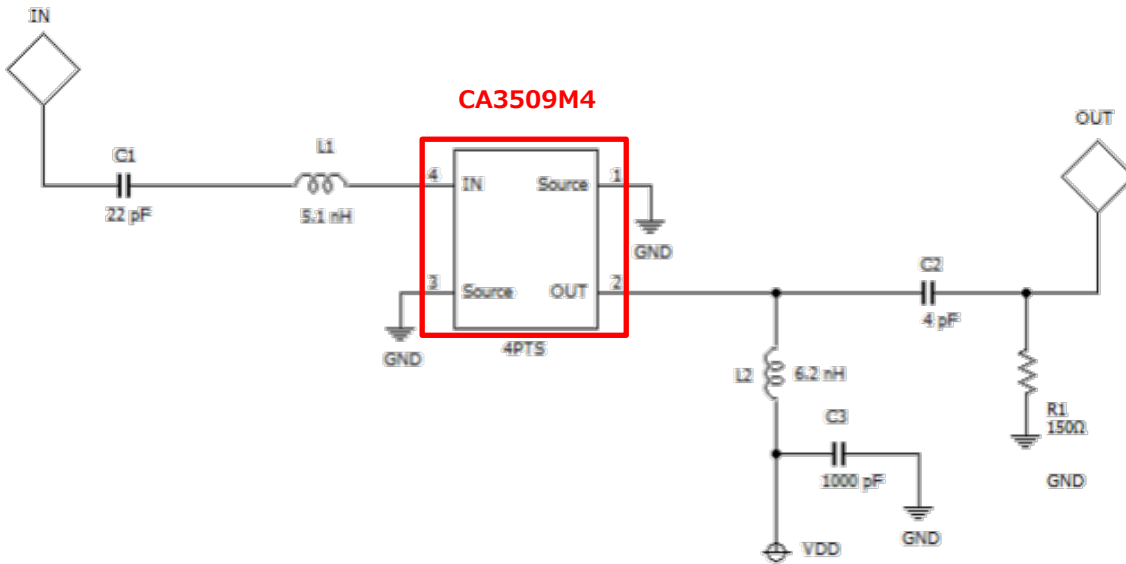 IN
CA3509M4
OUT
C1
22 pF
L1
5.1 nH
4
IN
Source
1
GND
3
Source
OUT
2
GND
4PTS
C2
4 pF
L2
6.2 nH
R1
150Ω
GND
C3
1000 pF
GND
VDD